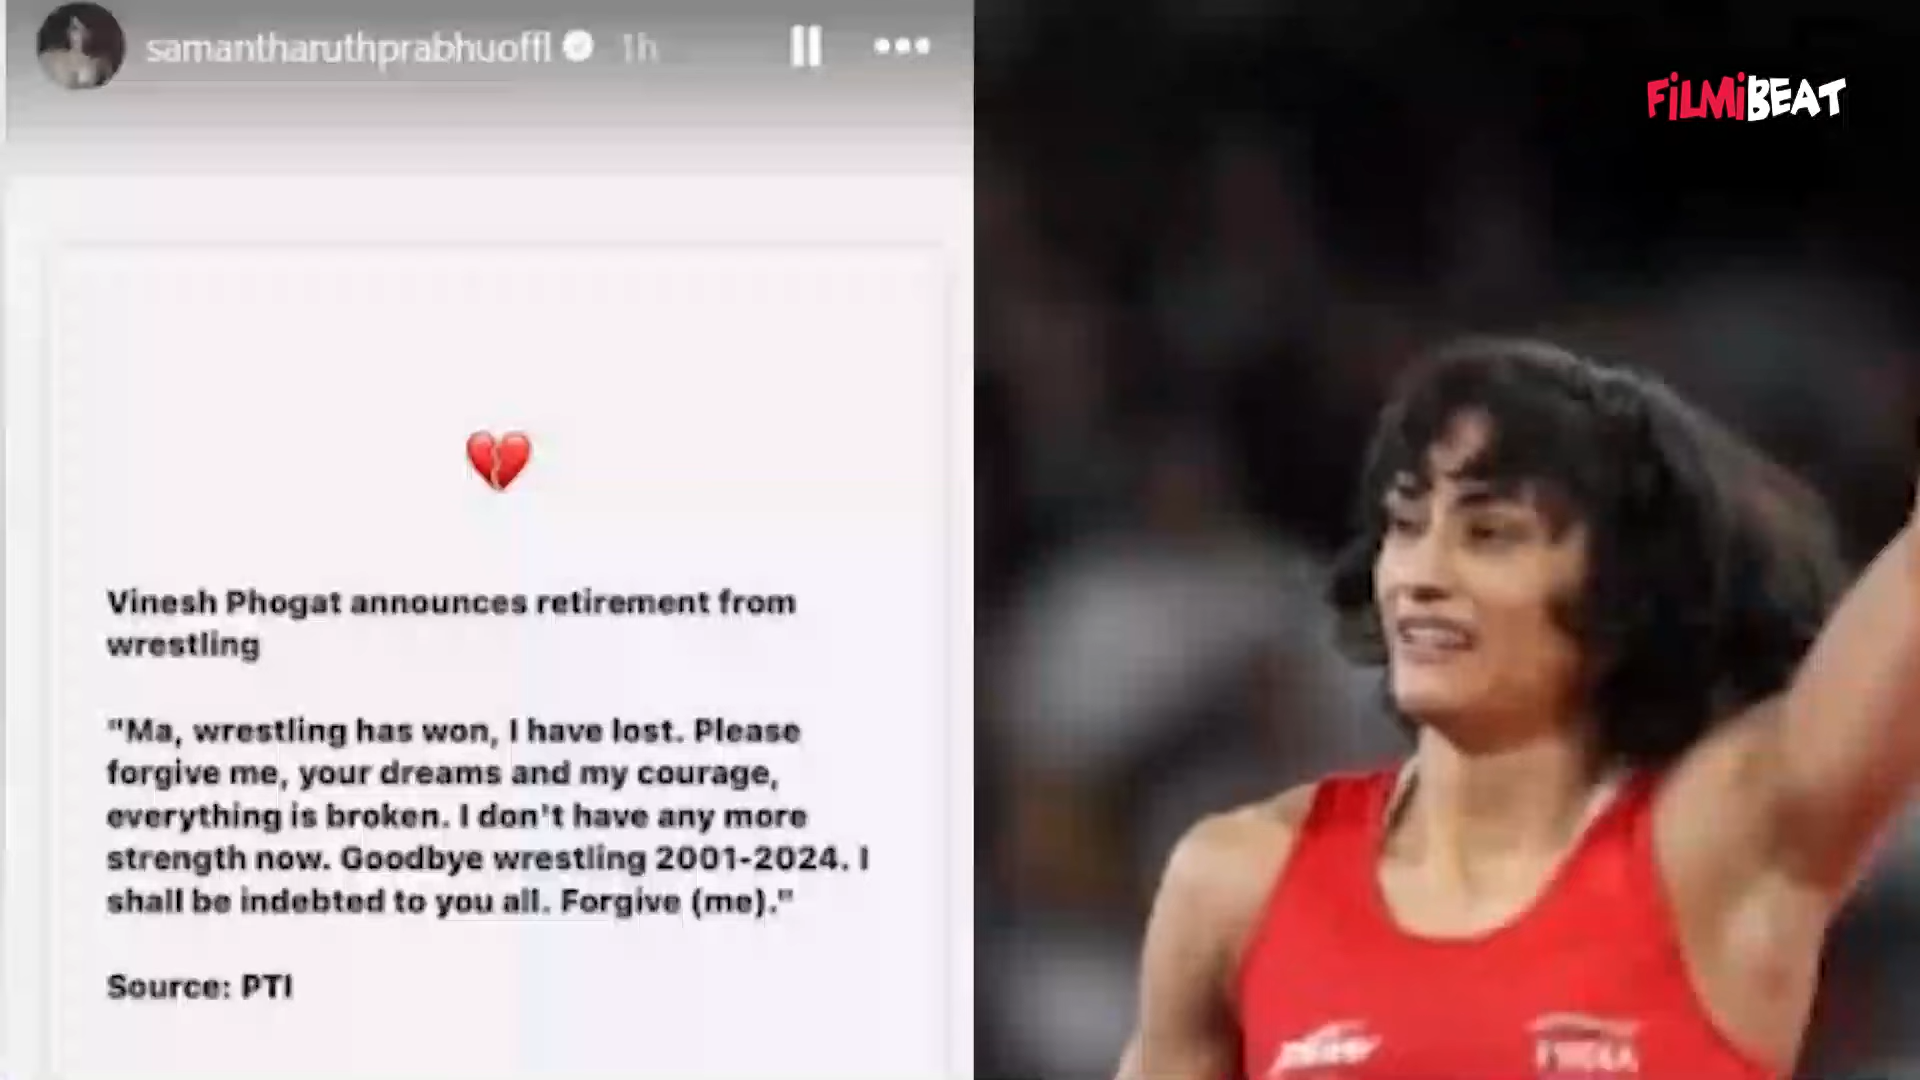 samantharuthprabhuoffl 1h
FILMIBEAT
Vinesh Phogat announces retirement from
wrestling
"Ma, wrestling has won, I have lost. Please
forgive me, your dreams and my courage,
everything is broken. I don't have any more
strength now. Goodbye wrestling 2001-2024. I
shall be indebted to you all. Forgive (me)."
Source: PTI
INDIA